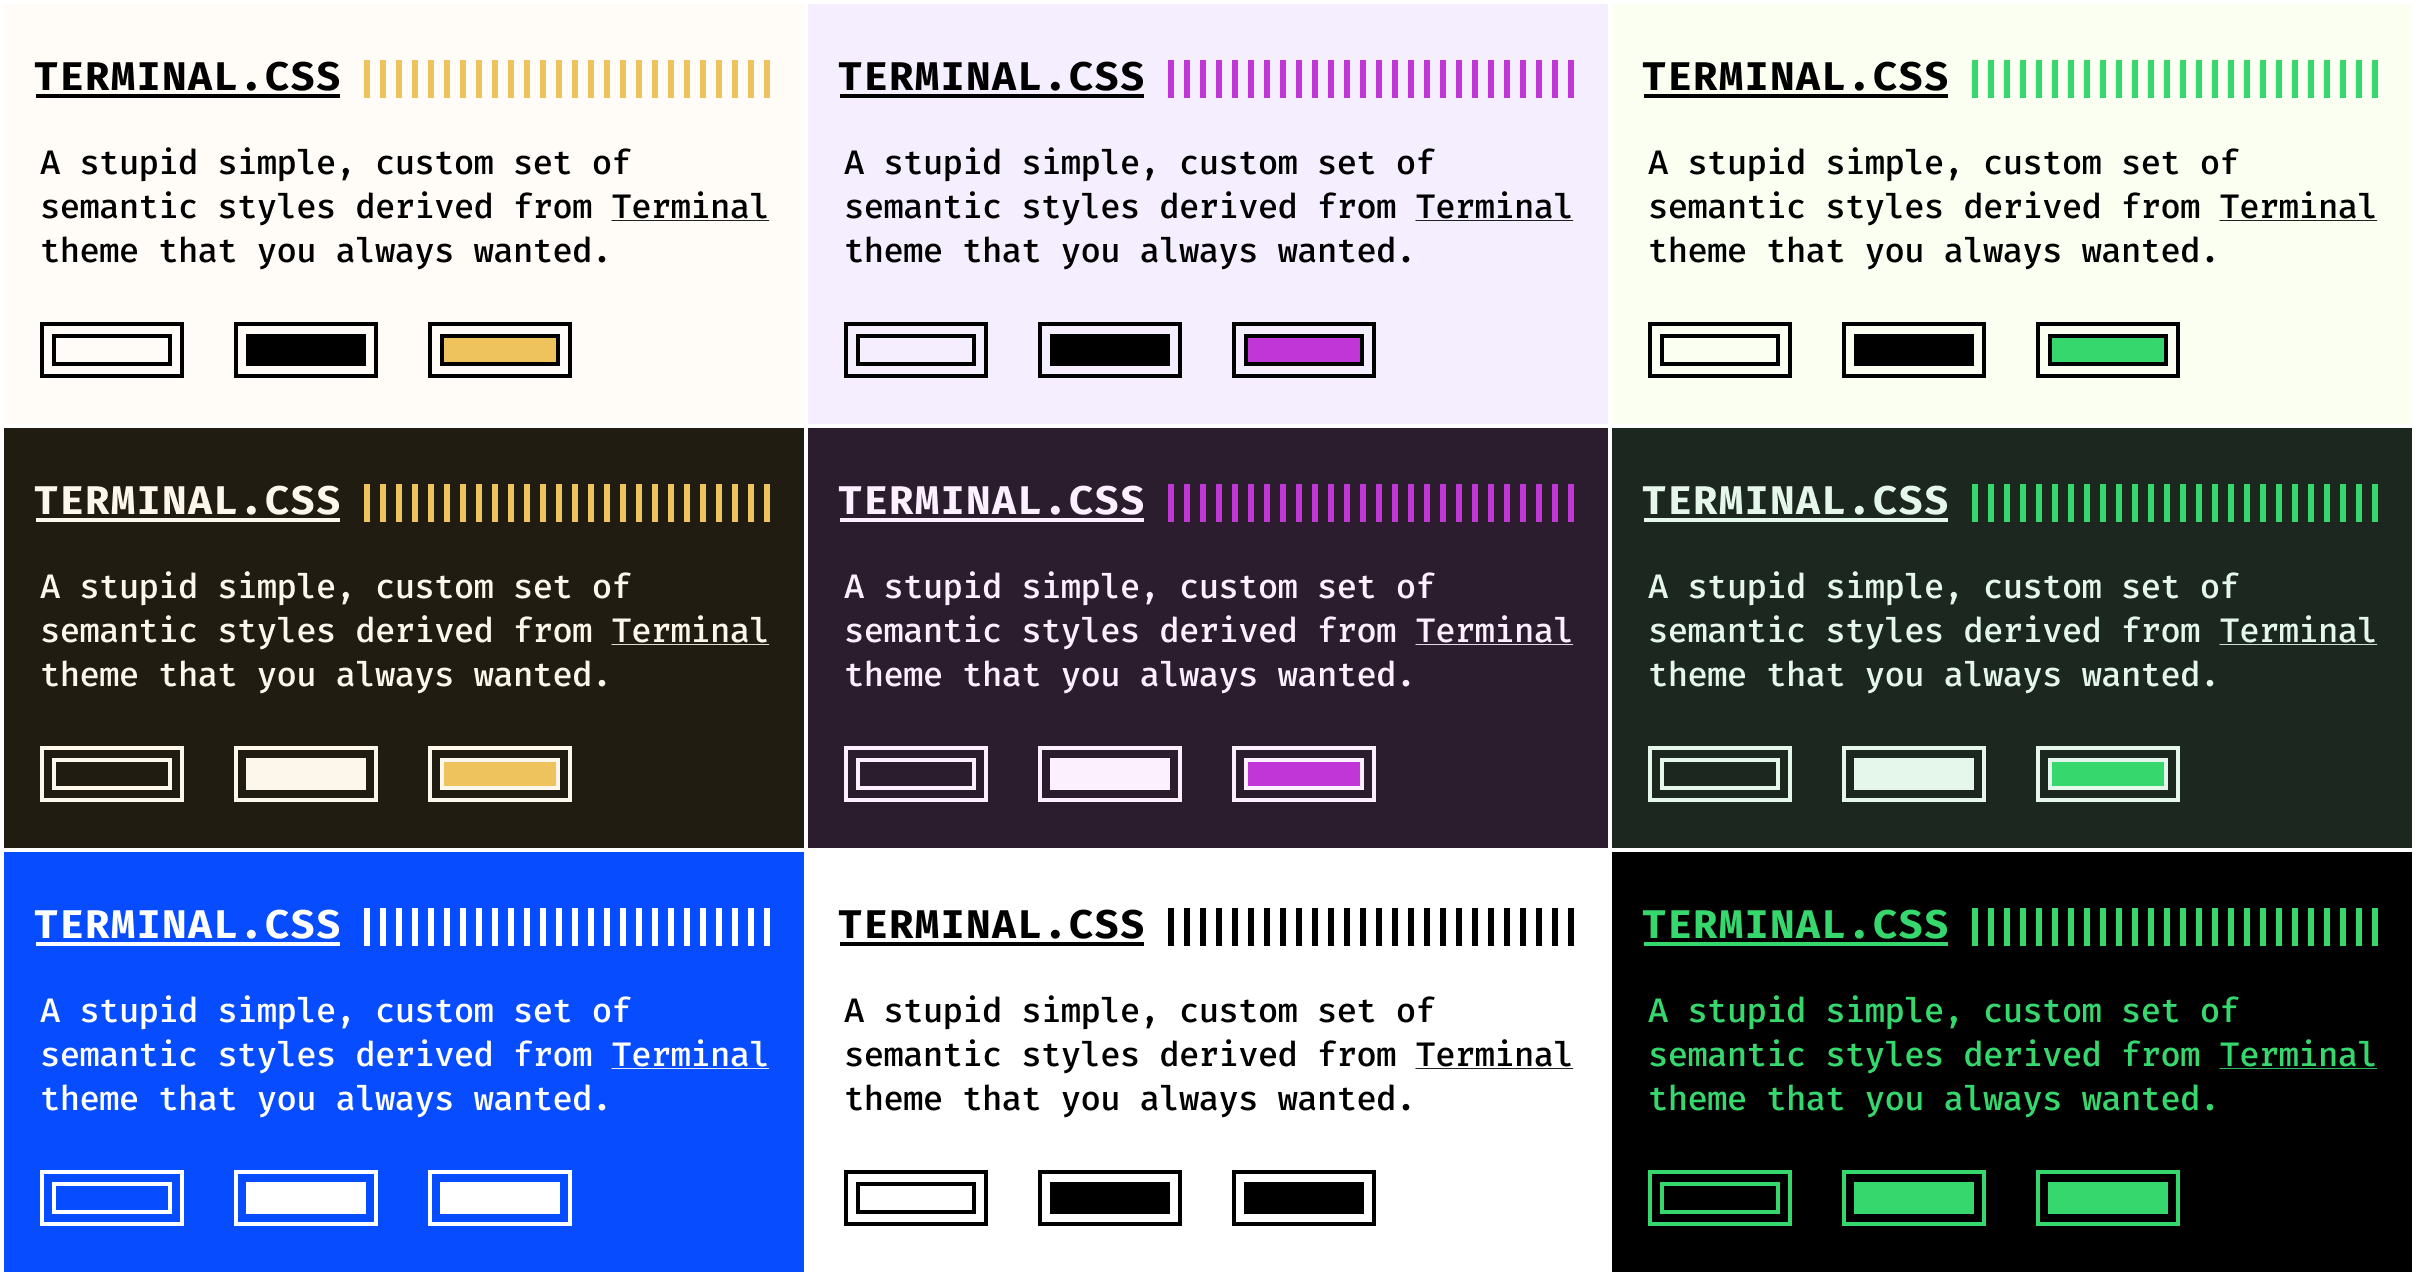 TERMINAL.CSS
A stupid simple, custom set of
semantic styles derived from Terminal
theme that you always wanted.
TERMINAL.CSS
A stupid simple, custom set of
semantic styles derived from Terminal
theme that you always wanted.
TERMINAL.CSS
A stupid simple, custom set of
semantic styles derived from Terminal
theme that you always wanted.
TERMINAL.CSS
A stupid simple, custom set of
semantic styles derived from Terminal
theme that you always wanted.
TERMINAL.CSS
A stupid simple, custom set of
semantic styles derived from Terminal
theme that you always wanted.
TERMINAL.CSS
A stupid simple, custom set of
semantic styles derived from Terminal
theme that you always wanted.
TERMINAL.CSS
A stupid simple, custom set of
semantic styles derived from Terminal
theme that you always wanted.
TERMINAL.CSS
A stupid simple, custom set of
semantic styles derived from Terminal
theme that you always wanted.
TERMINAL.CSS
A stupid simple, custom set of
semantic styles derived from Terminal
theme that you always wanted.